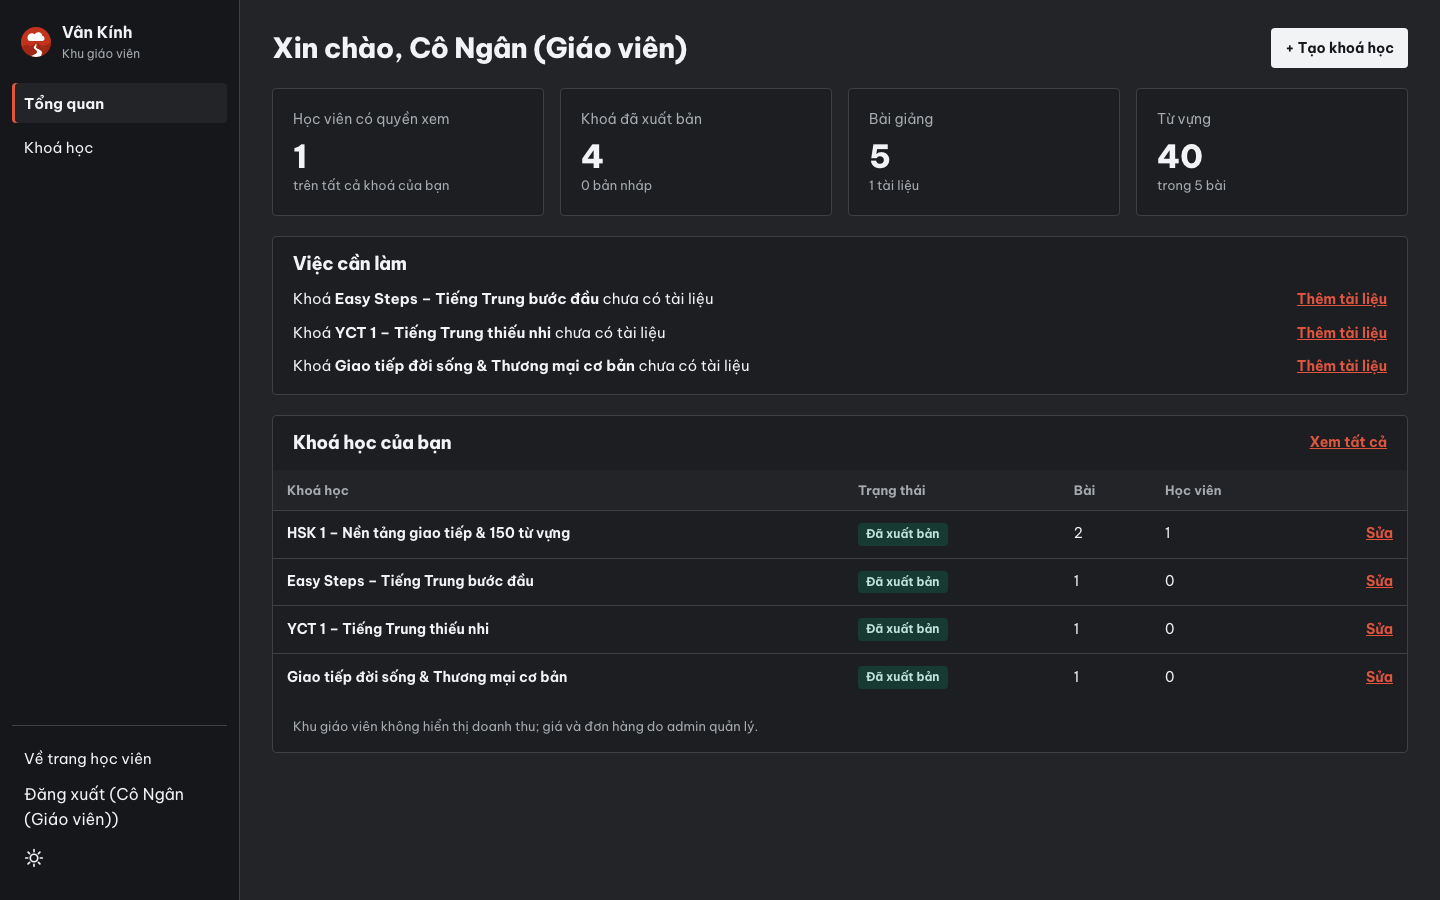 Vân Kính
Khu giáo viên
Tổng quan
Khoá học
Về trang học viên
Đăng xuất (Cô Ngân
(Giáo viên))
Xin chào, Cô Ngân (Giáo viên)
+ Tạo khoá học
Học viên có quyền xem
1
trên tất cả khoá của bạn
Khoá đã xuất bản
4
0 bản nháp
Bài giảng
5
1 tài liệu
Từ vựng
40
trong 5 bài
Việc cần làm
Khoá Easy Steps – Tiếng Trung bước đầu chưa có tài liệu Thêm tài liệu
Khoá YCT 1 – Tiếng Trung thiếu nhi chưa có tài liệu Thêm tài liệu
Khoá Giao tiếp đời sống & Thương mại cơ bản chưa có tài liệu Thêm tài liệu
Khoá học của bạn Xem tất cả
Khoá học Trạng thái Bài Học viên
HSK 1 – Nền tảng giao tiếp & 150 từ vựng Đã xuất bản 2 1 Sửa
Easy Steps – Tiếng Trung bước đầu Đã xuất bản 1 0 Sửa
YCT 1 – Tiếng Trung thiếu nhi Đã xuất bản 1 0 Sửa
Giao tiếp đời sống & Thương mại cơ bản Đã xuất bản 1 0 Sửa
Khu giáo viên không hiển thị doanh thu; giá và đơn hàng do admin quản lý.